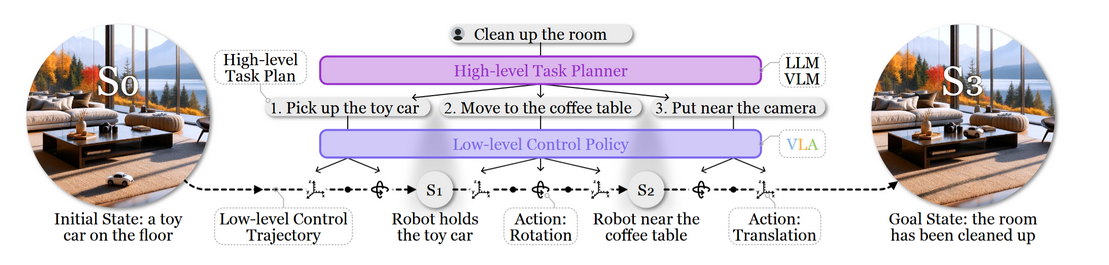 Clean up the room
High-level
Task Plan
High-level Task Planner
LLM
VLM
S0
S3
1. Pick up the toy car
2. Move to the coffee table
3. Put near the camera
Low-level Control Policy
VLA
S1
S2
Initial State: a toy
car on the floor
Low-level Control
Trajectory
Robot holds
the toy car
Action:
Rotation
Robot near the
coffee table
Action:
Translation
Goal State: the room
has been cleaned up